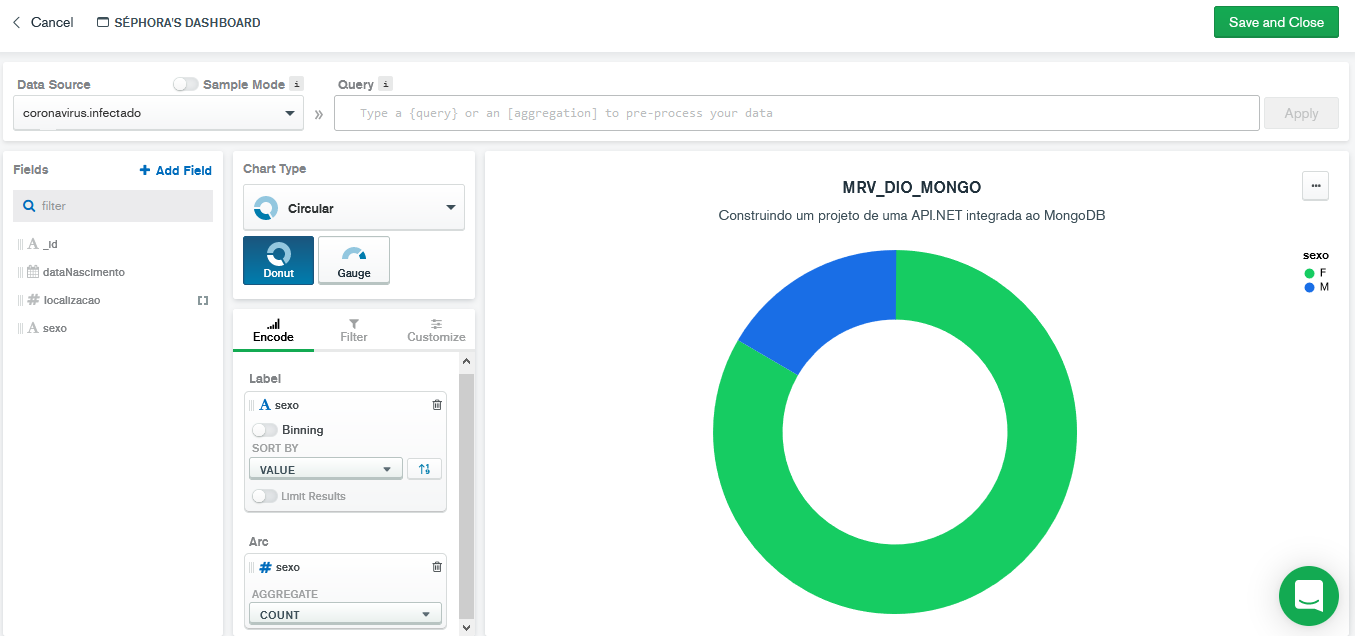 Cancel
SÉPHORA'S DASHBOARD
Save and Close
Data Source
Sample Mode i
Query i
coronavirus.infectado
»
Type a {query} or an [aggregation] to pre-process your data
Apply
Fields
+ Add Field
filter
A _id
dataNascimento
# localizacao []
A sexo
Chart Type
Circular
Donut
Gauge
Encode
Filter
Customize
Label
A sexo
Binning
SORT BY
VALUE
Limit Results
Arc
# sexo
AGGREGATE
COUNT
MRV_DIO_MONGO
...
Construindo um projeto de uma API.NET integrada ao MongoDB
sexo
F
M